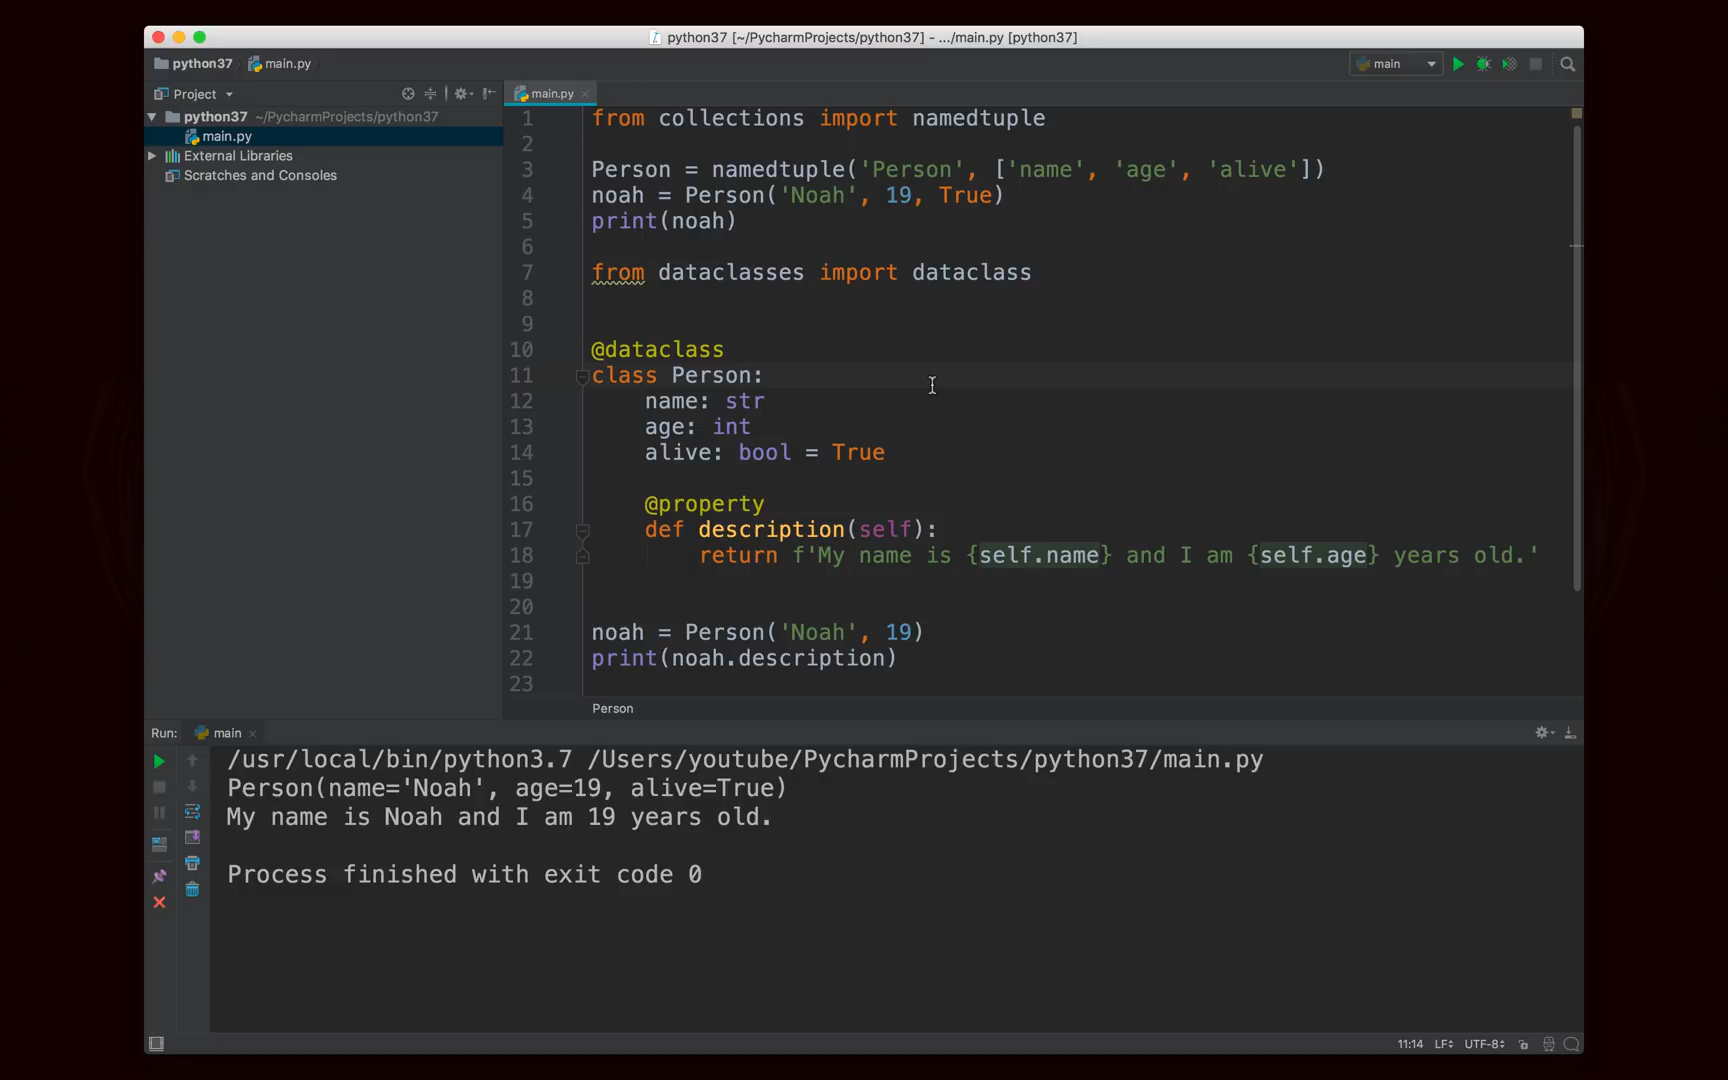 python37 [~/PycharmProjects/python37] - .../main.py [python37]
python37 main.py main
Project main.py
python37 ~/PycharmProjects/python37
main.py
External Libraries
Scratches and Consoles
1 from collections import namedtuple
2
3 Person = namedtuple('Person', ['name', 'age', 'alive'])
4 noah = Person('Noah', 19, True)
5 print(noah)
6
7 from dataclasses import dataclass
8
9
10 @dataclass
11 class Person:
12     name: str
13     age: int
14     alive: bool = True
15
16     @property
17     def description(self):
18         return f'My name is {self.name} and I am {self.age} years old.'
19
20
21 noah = Person('Noah', 19)
22 print(noah.description)
23
Person
Run: main
/usr/local/bin/python3.7 /Users/youtube/PycharmProjects/python37/main.py
Person(name='Noah', age=19, alive=True)
My name is Noah and I am 19 years old.
Process finished with exit code 0
11:14 LF UTF-8